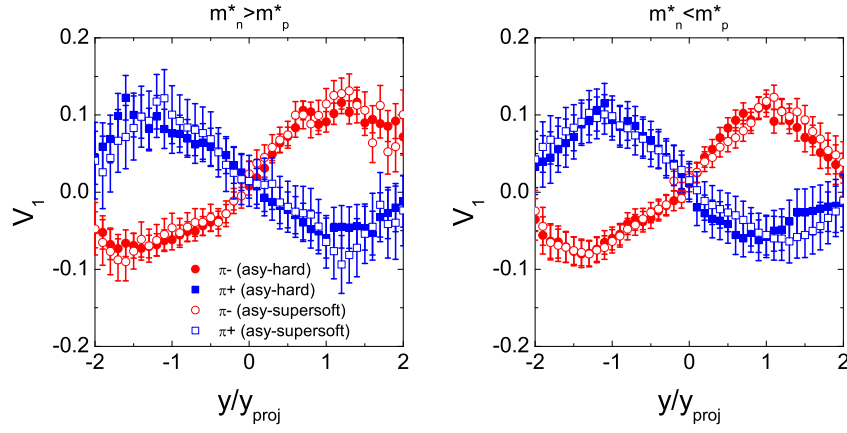 m*n>m*p
m*n<m*p
0.2
0.1
0.0
-0.1
-0.2
V1
π- (asy-hard)
π+ (asy-hard)
π- (asy-supersoft)
π+ (asy-supersoft)
-2 -1 0 1 2
y/yproj
0.2
0.1
0.0
-0.1
-0.2
V1
-2 -1 0 1 2
y/yproj